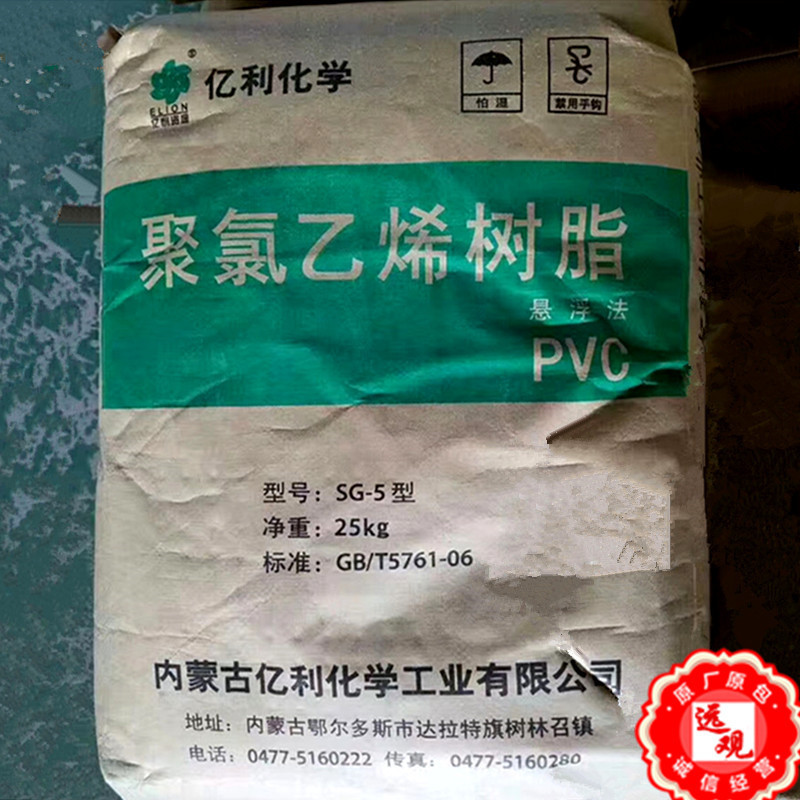 亿利化学
®
ELION
亿利资源
怕湿
禁用手钩
聚氯乙烯树脂
悬浮法
PVC
型号：SG-5型
净重：25kg
标准：GB/T5761-06
内蒙古亿利化学工业有限公司
地址：内蒙古鄂尔多斯市达拉特旗树林召镇
电话：0477-5160222 传真：0477-5160280
原厂原包
远观
诚信经营